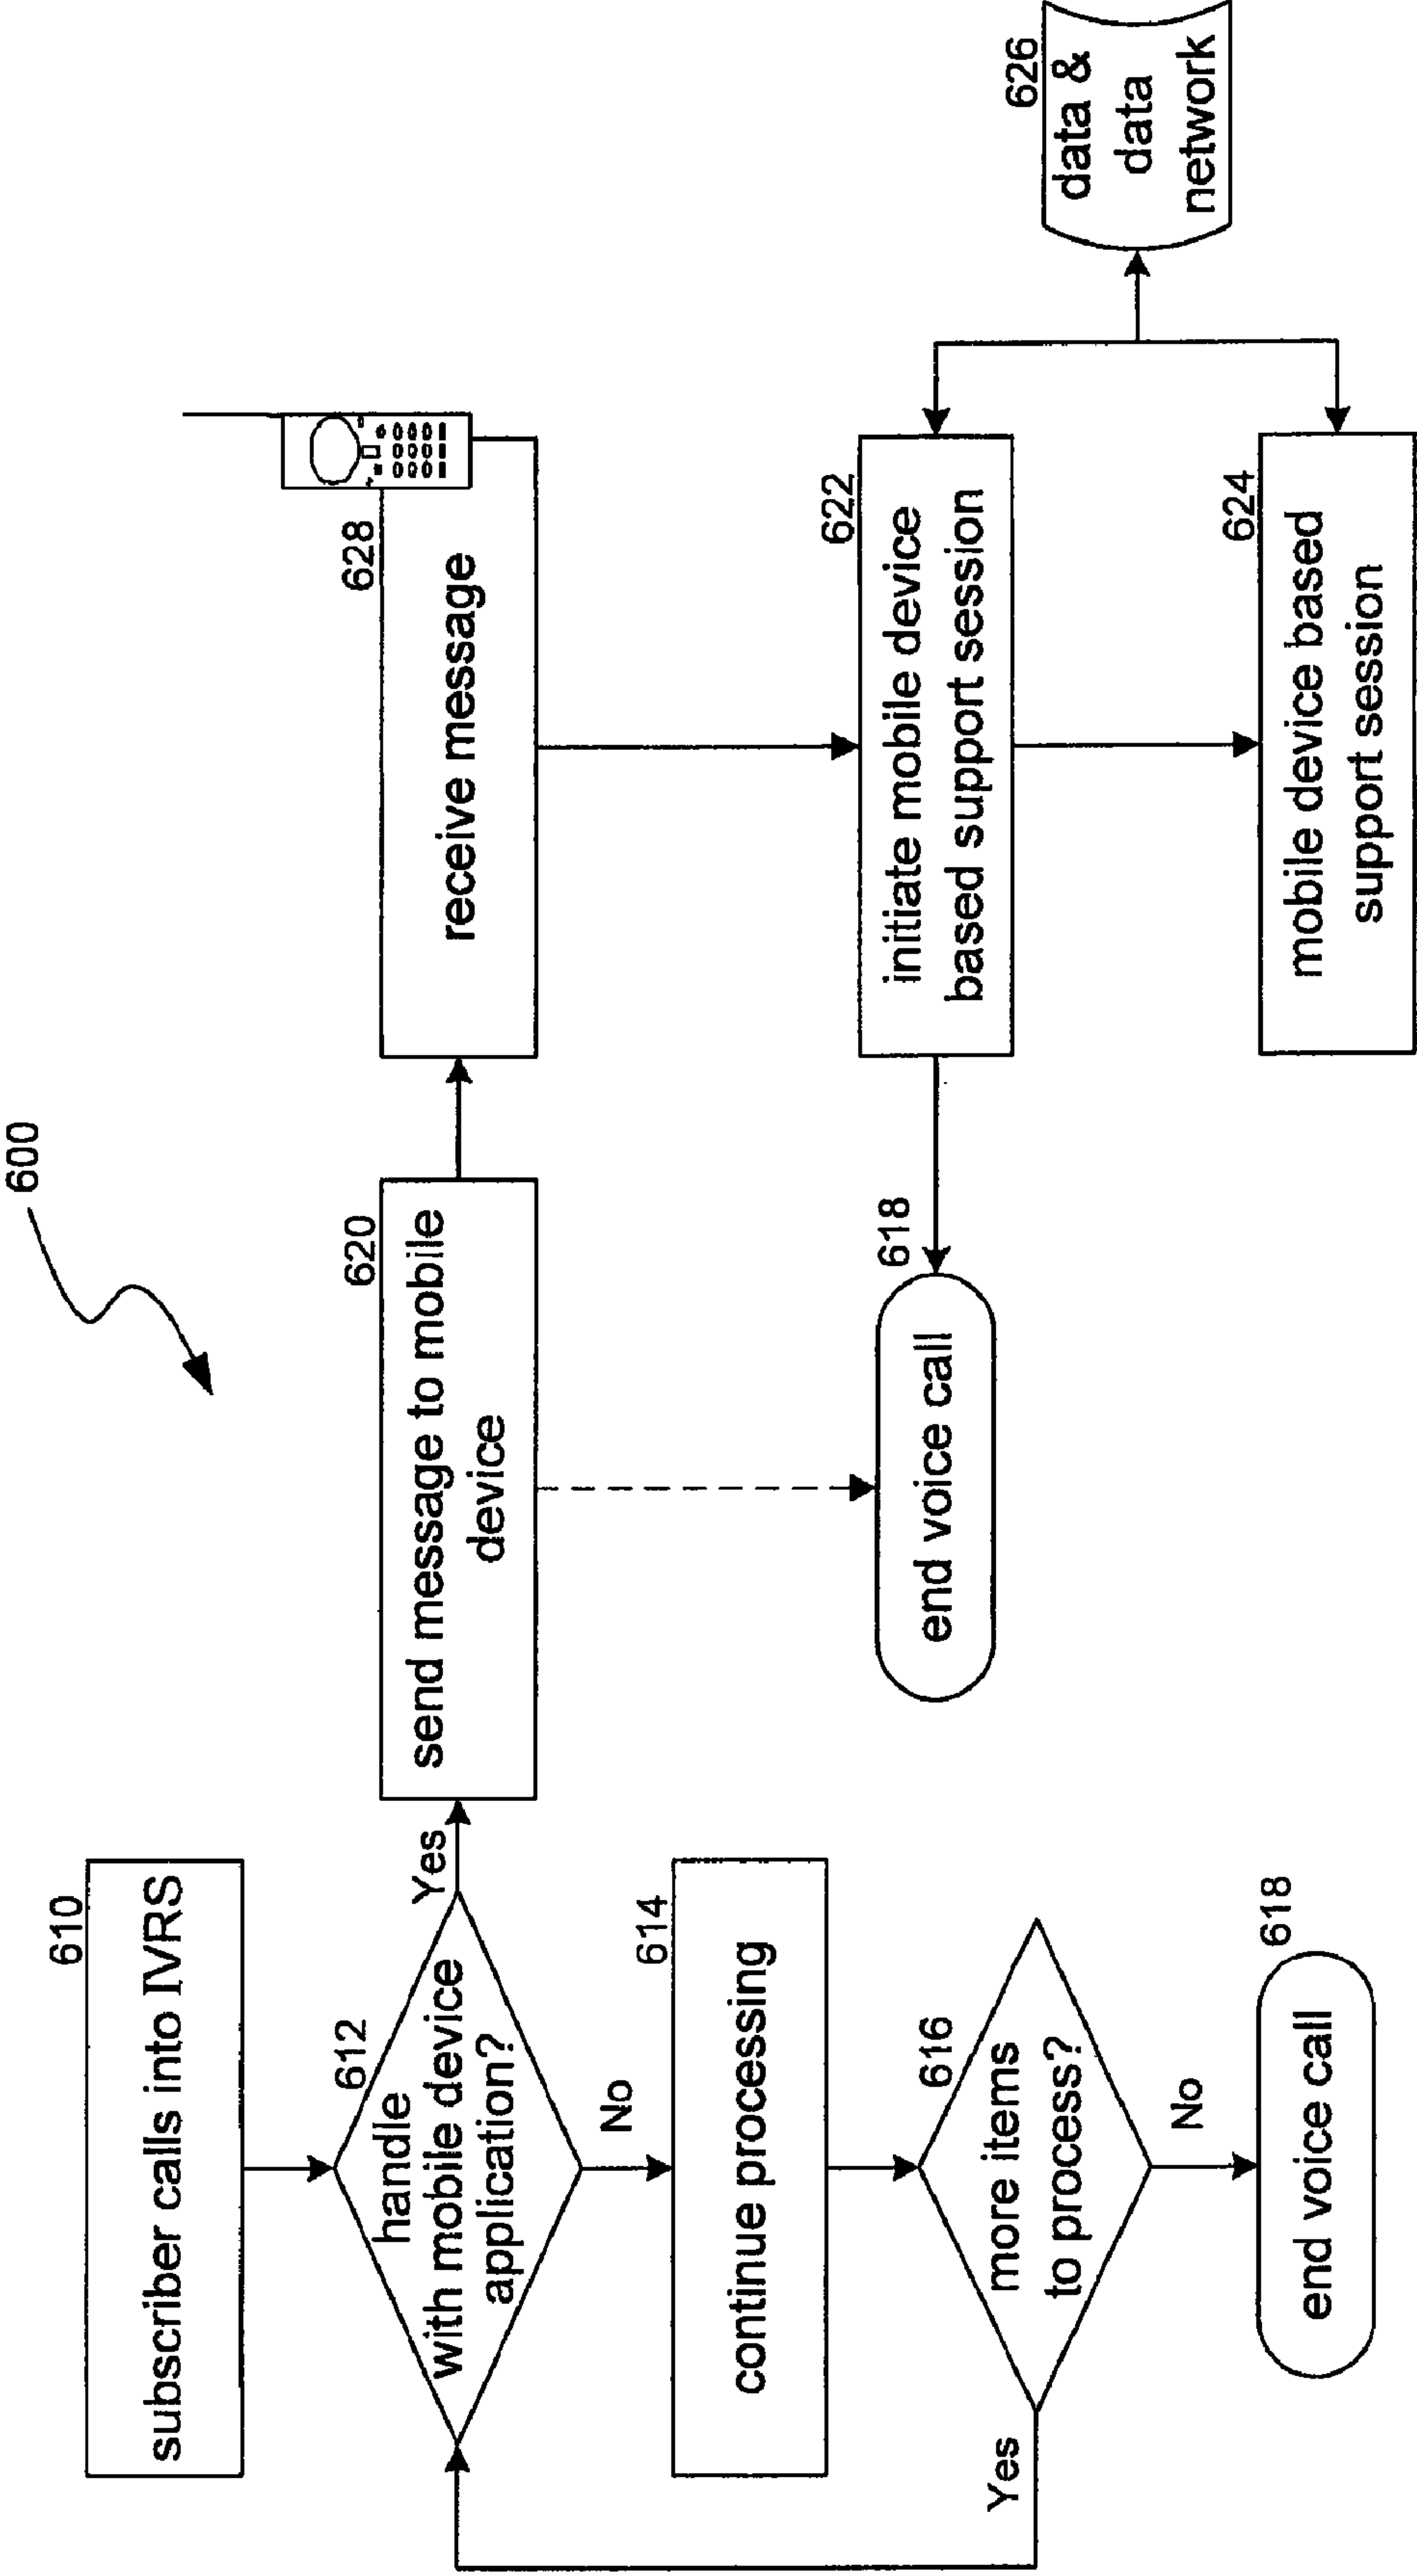 600
610
subscriber calls into IVRS
612
handle
with mobile device
application?
Yes
No
614
continue processing
616
more items
to process?
Yes
No
618
end voice call
620
send message to mobile
device
618
end voice call
628
receive message
622
initiate mobile device
based support session
624
mobile device based
support session
626
data &
data
network